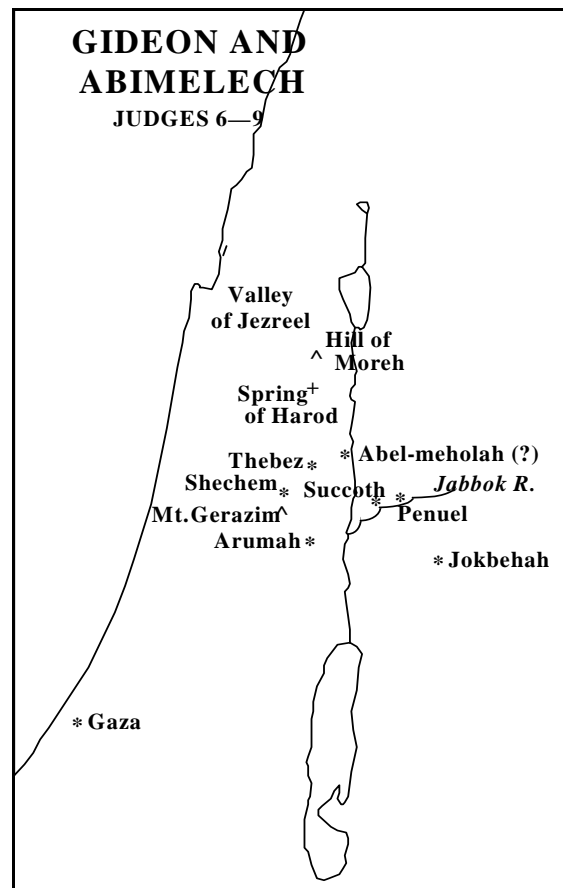 GIDEON AND
ABIMELECH
JUDGES 6—9
Valley
of Jezreel
Hill of
^ Moreh
Spring+
of Harod
* Abel-meholah (?)
Thebez *
Shechem *
Succoth *
* Jabbok R.
Mt.Gerazim^
Penuel
Arumah *
* Jokbehah
* Gaza